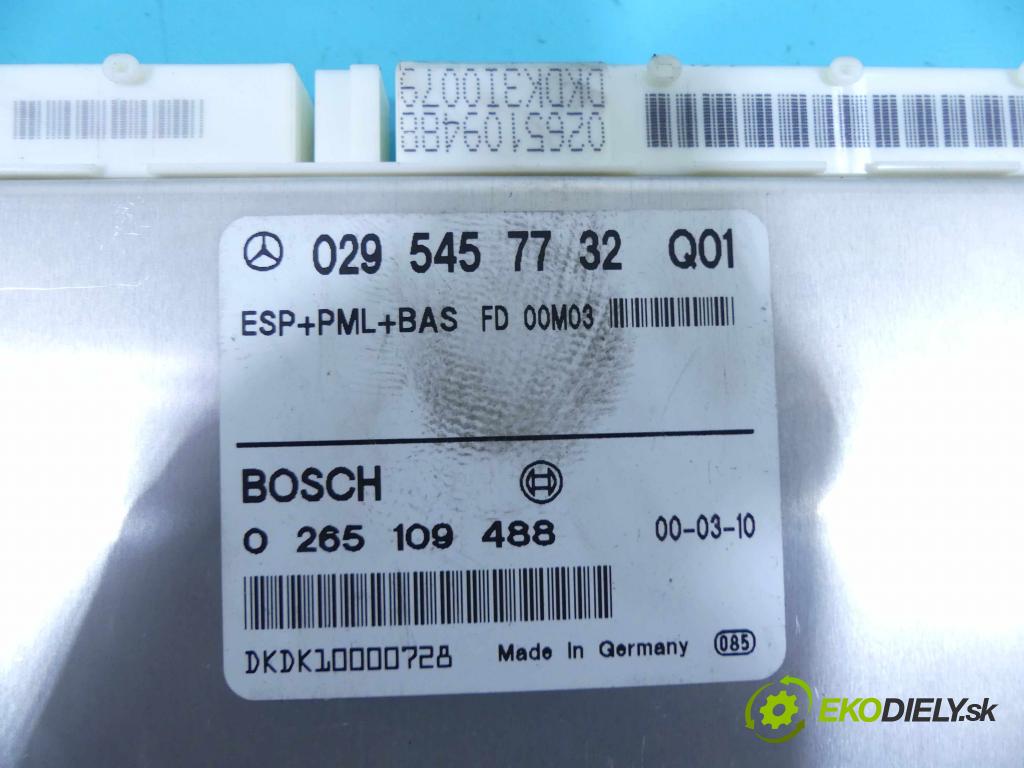 DKDK3I0079
0265109488
029 545 77 32 Q01
ESP+PML+BAS FD 00M03
BOSCH
0 265 109 488 00-03-10
DKDK10000728 Made In Germany 085
EKODIELY.sk